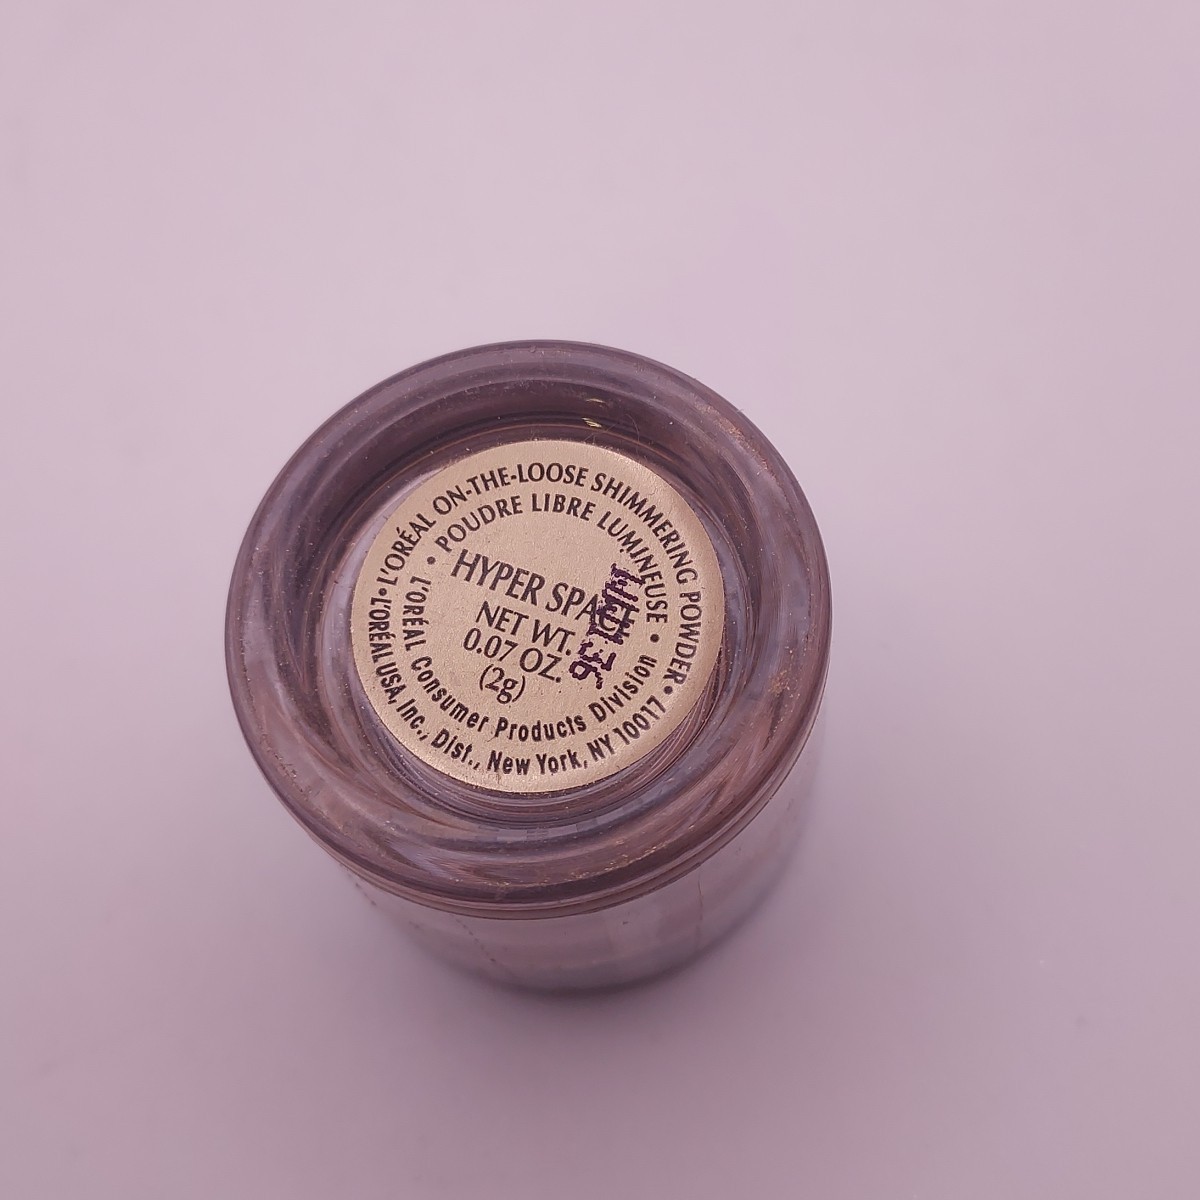 • L'ORÉAL ON-THE-LOOSE SHIMMERING POWDER •
• POUDRE LIBRE LUMINEUSE •
HYPER SPACE
NET WT.
0.07 OZ.
(2g)
L'ORÉAL Consumer Products Division
L'ORÉAL USA, Inc., Dist., New York, NY 10017